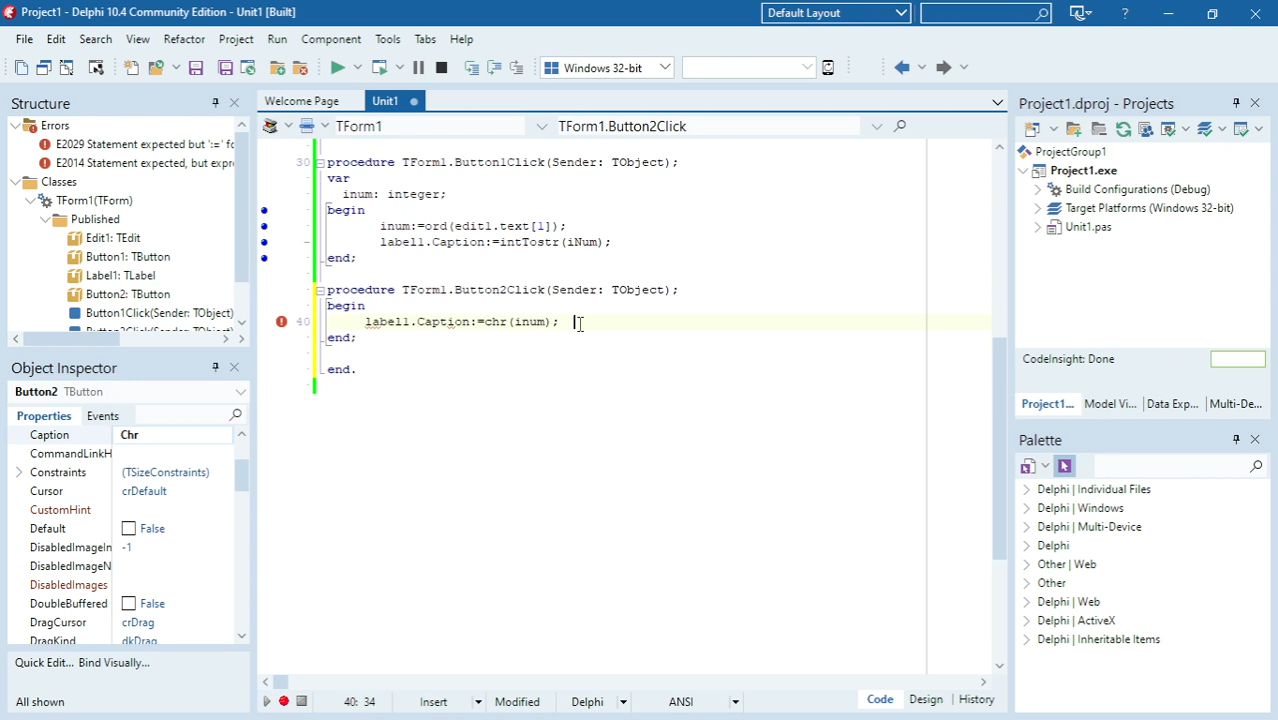 Project1 - Delphi 10.4 Community Edition - Unit1 [Built]
Default Layout
?
File Edit Search View Refactor Project Run Component Tools Tabs Help
Windows 32-bit
Structure
Errors
E2029 Statement expected but ':=' fo
E2014 Statement expected, but expre
Classes
TForm1(TForm)
Published
Edit1: TEdit
Button1: TButton
Label1: TLabel
Button2: TButton
Button1Click(Sender: TObject)
Button2Click(Sender: TObject)
Object Inspector
Button2 TButton
Properties Events
Caption Chr
CommandLinkH
Constraints (TSizeConstraints)
Cursor crDefault
CustomHint
Default False
DisabledImageIn -1
DisabledImageN
DisabledImages
DoubleBuffered False
DragCursor crDrag
DragKind dkDrag
Quick Edit... Bind Visually...
All shown
Welcome Page Unit1
TForm1 TForm1.Button2Click
30 procedure TForm1.Button1Click(Sender: TObject);
var
inum: integer;
begin
inum:=ord(edit1.text[1]);
label1.Caption:=intTostr(iNum);
end;
procedure TForm1.Button2Click(Sender: TObject);
begin
40 label1.Caption:=chr(inum);
end;
end.
40: 34 Insert Modified Delphi ANSI Code Design History
Project1.dproj - Projects
ProjectGroup1
Project1.exe
Build Configurations (Debug)
Target Platforms (Windows 32-bit)
Unit1.pas
CodeInsight: Done
Project1... Model Vi... Data Exp... Multi-De...
Palette
Delphi | Individual Files
Delphi | Windows
Delphi | Multi-Device
Delphi
Other | Web
Other
Delphi | Web
Delphi | ActiveX
Delphi | Inheritable Items